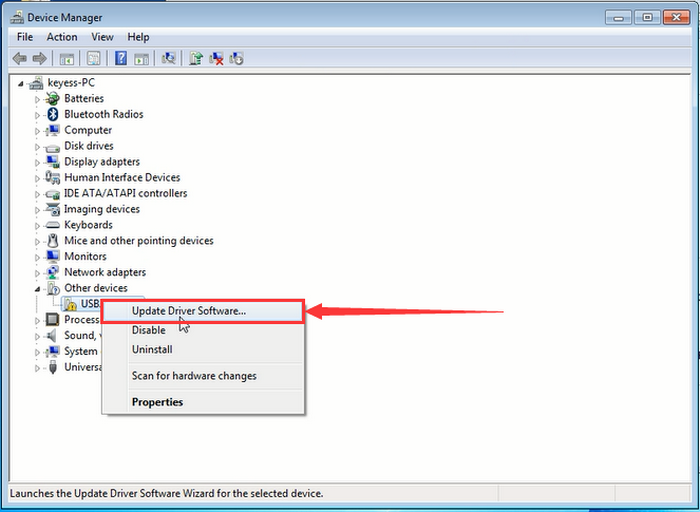 Device Manager
File Action View Help
keyess-PC
Batteries
Bluetooth Radios
Computer
Disk drives
Display adapters
Human Interface Devices
IDE ATA/ATAPI controllers
Imaging devices
Keyboards
Mice and other pointing devices
Monitors
Network adapters
Other devices
USB
Update Driver Software...
Process
Disable
Sound, v
Uninstall
System
Universa
Scan for hardware changes
Properties
Launches the Update Driver Software Wizard for the selected device.